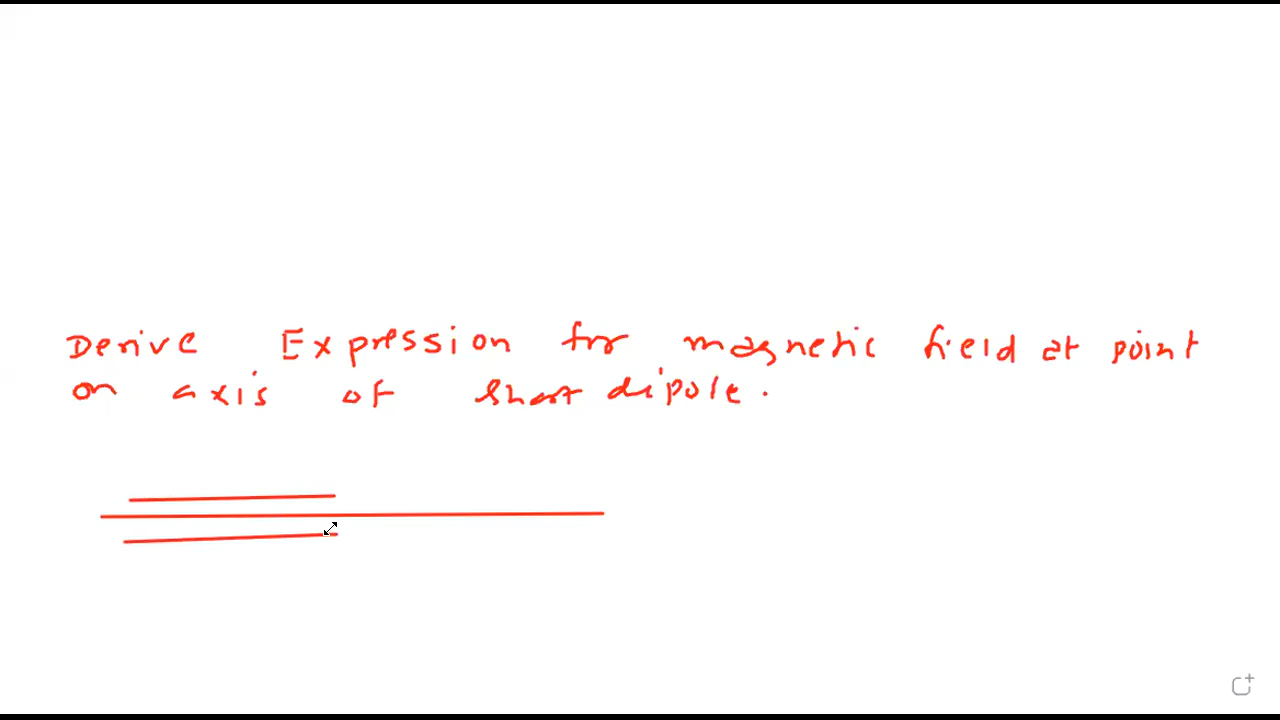 Derive Expression for magnetic field at point
on axis of short dipole.